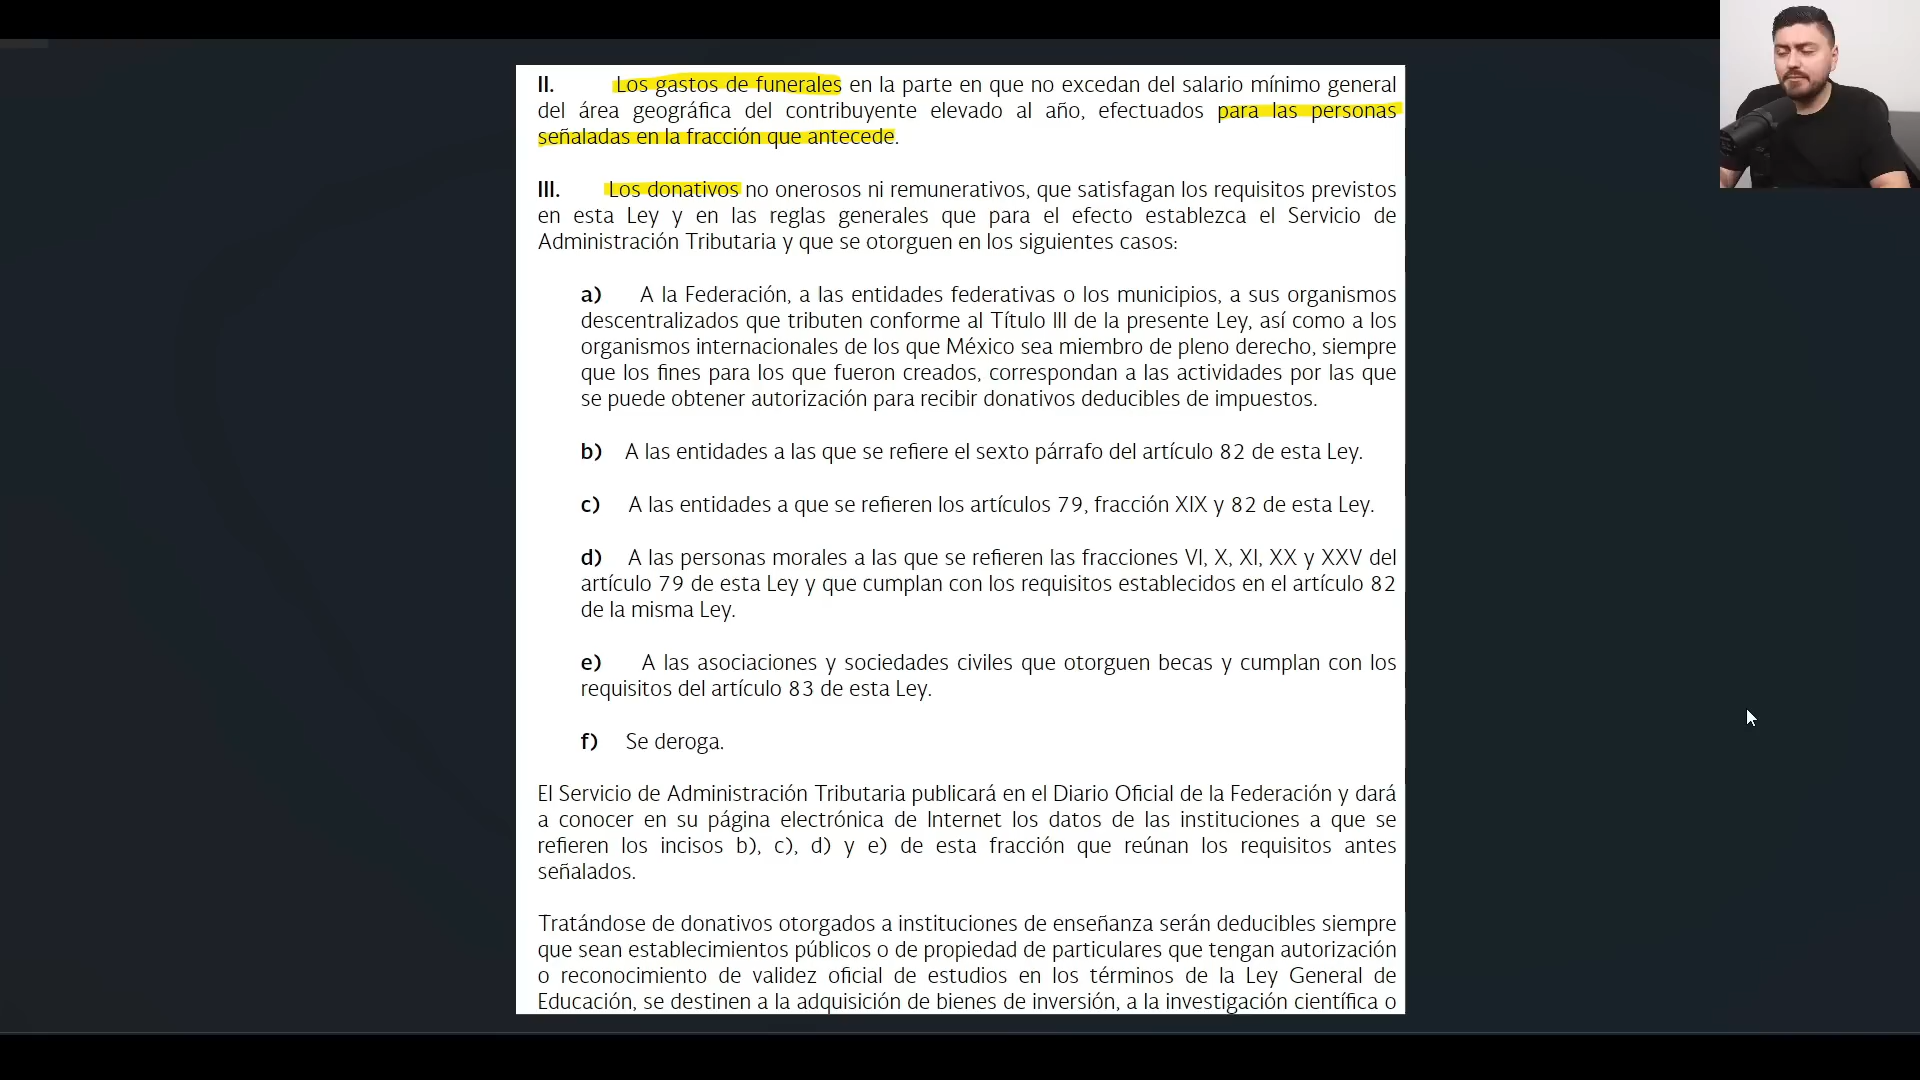 II. Los gastos de funerales en la parte en que no excedan del salario mínimo general
del área geográfica del contribuyente elevado al año, efectuados para las personas
señaladas en la fracción que antecede.
III. Los donativos no onerosos ni remunerativos, que satisfagan los requisitos previstos
en esta Ley y en las reglas generales que para el efecto establezca el Servicio de
Administración Tributaria y que se otorguen en los siguientes casos:
a) A la Federación, a las entidades federativas o los municipios, a sus organismos
descentralizados que tributen conforme al Título III de la presente Ley, así como a los
organismos internacionales de los que México sea miembro de pleno derecho, siempre
que los fines para los que fueron creados, correspondan a las actividades por las que
se puede obtener autorización para recibir donativos deducibles de impuestos.
b) A las entidades a las que se refiere el sexto párrafo del artículo 82 de esta Ley.
c) A las entidades a que se refieren los artículos 79, fracción XIX y 82 de esta Ley.
d) A las personas morales a las que se refieren las fracciones VI, X, XI, XX y XXV del
artículo 79 de esta Ley y que cumplan con los requisitos establecidos en el artículo 82
de la misma Ley.
e) A las asociaciones y sociedades civiles que otorguen becas y cumplan con los
requisitos del artículo 83 de esta Ley.
f) Se deroga.
El Servicio de Administración Tributaria publicará en el Diario Oficial de la Federación y dará
a conocer en su página electrónica de Internet los datos de las instituciones a que se
refieren los incisos b), c), d) y e) de esta fracción que reúnan los requisitos antes
señalados.
Tratándose de donativos otorgados a instituciones de enseñanza serán deducibles siempre
que sean establecimientos públicos o de propiedad de particulares que tengan autorización
o reconocimiento de validez oficial de estudios en los términos de la Ley General de
Educación, se destinen a la adquisición de bienes de inversión, a la investigación científica o